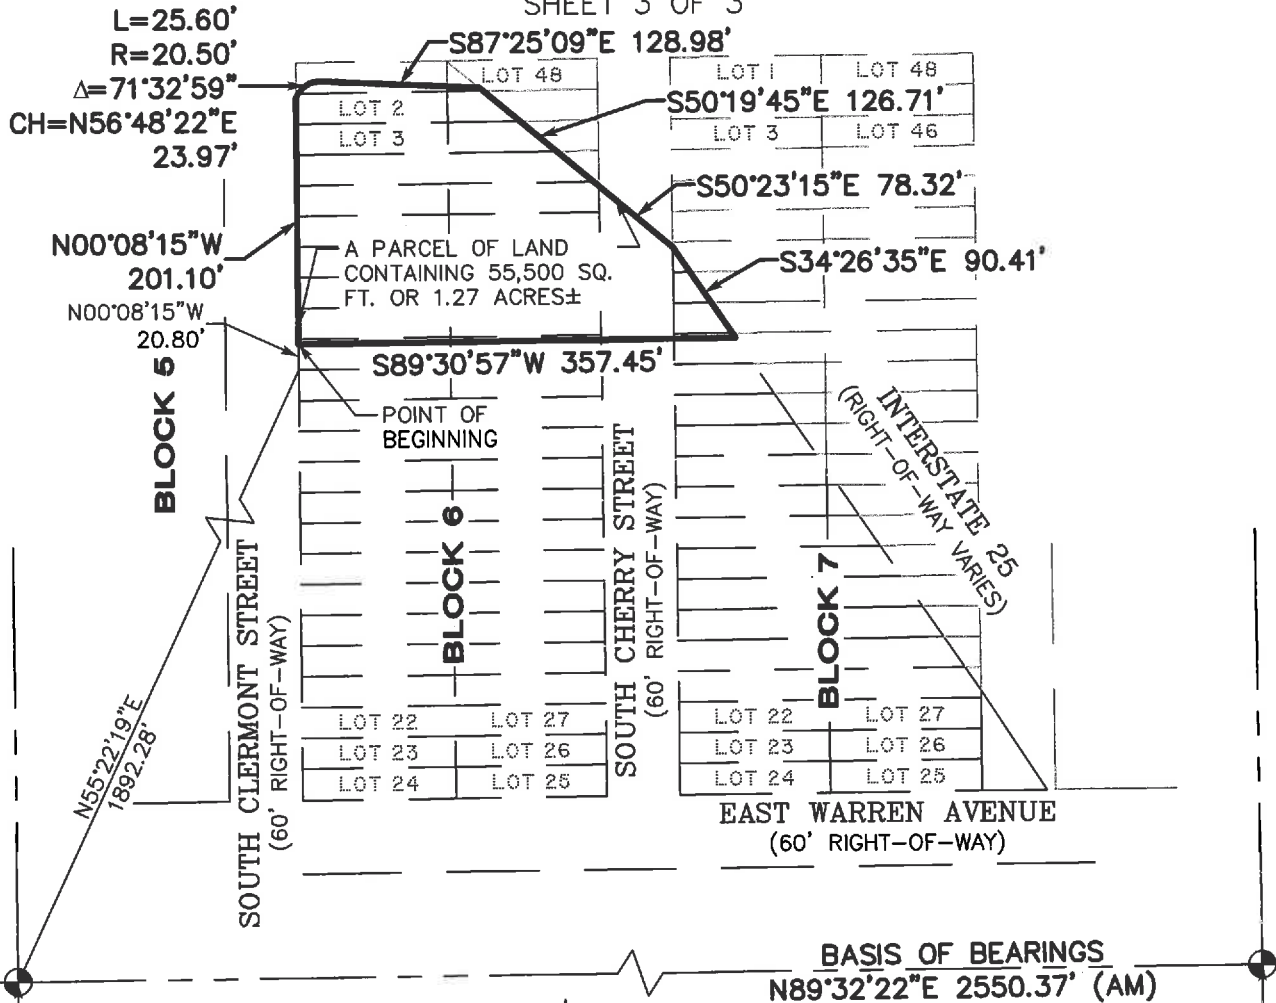 SHEET 3 OF 3
L=25.60'
R=20.50'
Δ=71°32'59"
CH=N56°48'22"E
23.97'
S87°25'09"E 128.98'
LOT 48
LOT 1
LOT 48
LOT 2
S50°19'45"E 126.71'
LOT 3
LOT 3
LOT 46
S50°23'15"E 78.32'
N00°08'15"W
201.10'
A PARCEL OF LAND
CONTAINING 55,500 SQ.
FT. OR 1.27 ACRES±
S34°26'35"E 90.41'
N00°08'15"W
20.80'
S89°30'57"W 357.45'
BLOCK 5
POINT OF
BEGINNING
INTERSTATE 25
(RIGHT-OF-WAY VARIES)
BLOCK 6
SOUTH CHERRY STREET
(60' RIGHT-OF-WAY)
BLOCK 7
SOUTH CLERMONT STREET
(60' RIGHT-OF-WAY)
N55°22'19"E
1892.28'
LOT 22
LOT 27
LOT 22
LOT 27
LOT 23
LOT 26
LOT 23
LOT 26
LOT 24
LOT 25
LOT 24
LOT 25
EAST WARREN AVENUE
(60' RIGHT-OF-WAY)
BASIS OF BEARINGS
N89°32'22"E 2550.37' (AM)